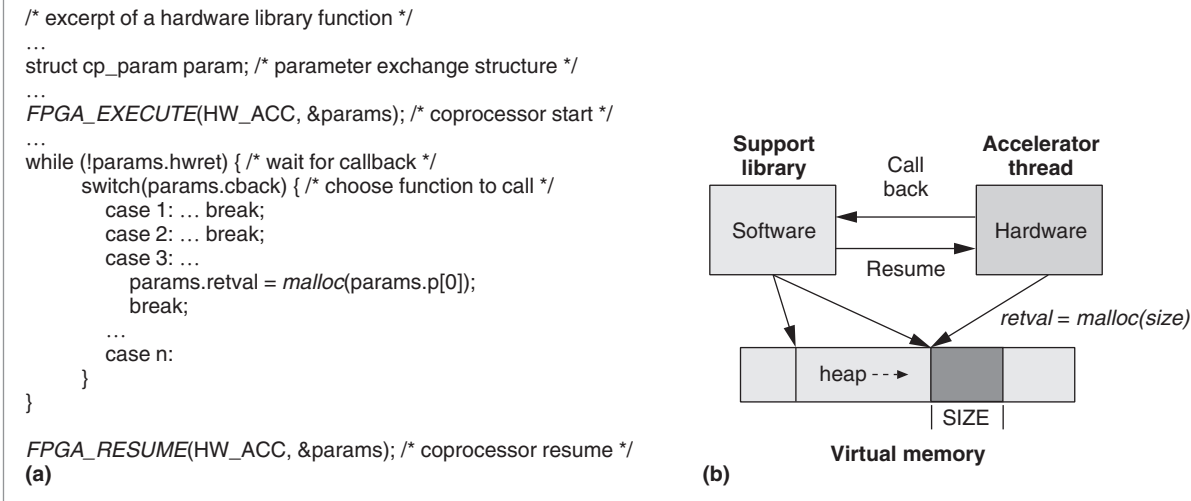 /* excerpt of a hardware library function */
…
struct cp_param param; /* parameter exchange structure */
…
FPGA_EXECUTE(HW_ACC, &params); /* coprocessor start */
…
while (!params.hwret) { /* wait for callback */
switch(params.cback) { /* choose function to call */
case 1: … break;
case 2: … break;
case 3: …
params.retval = malloc(params.p[0]);
break;
…
case n:
}
}
FPGA_RESUME(HW_ACC, &params); /* coprocessor resume */
(a)
Support
library
Accelerator
thread
Call
back
Software
Hardware
Resume
retval = malloc(size)
heap
SIZE
Virtual memory
(b)